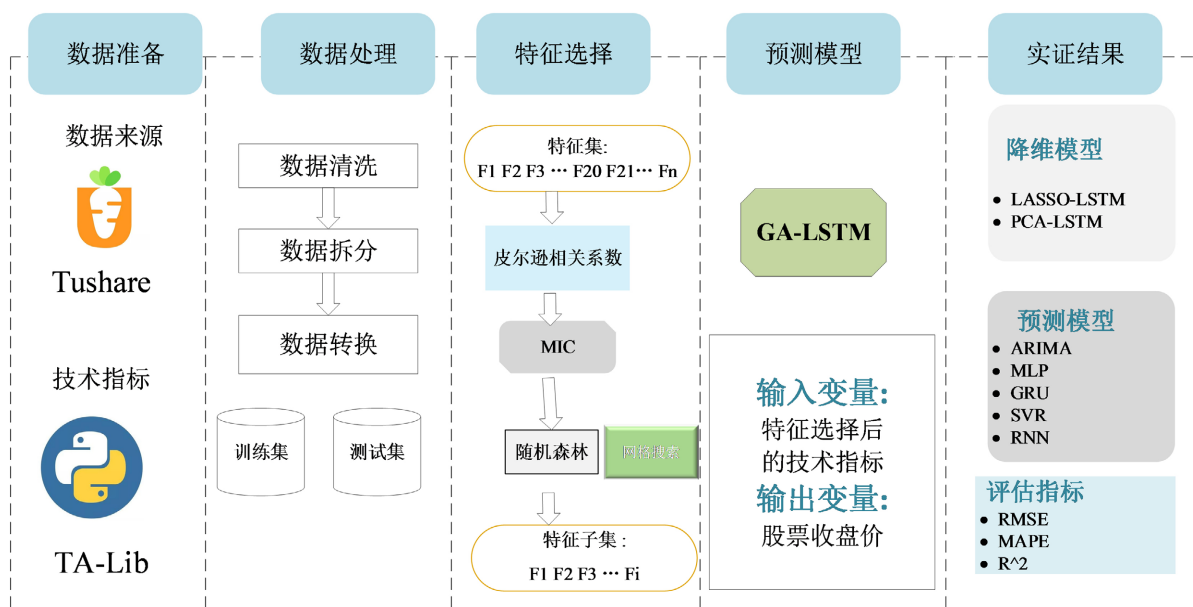 数据准备
数据来源
Tushare
技术指标
TA-Lib
数据处理
数据清洗
数据拆分
数据转换
训练集
测试集
特征选择
特征集:
F1 F2 F3 ··· F20 F21··· Fn
皮尔逊相关系数
MIC
随机森林
网格搜索
特征子集 :
F1 F2 F3 ··· Fi
预测模型
GA-LSTM
输入变量:
特征选择后
的技术指标
输出变量:
股票收盘价
实证结果
降维模型
• LASSO-LSTM
• PCA-LSTM
预测模型
• ARIMA
• MLP
• GRU
• SVR
• RNN
评估指标
• RMSE
• MAPE
• R^2